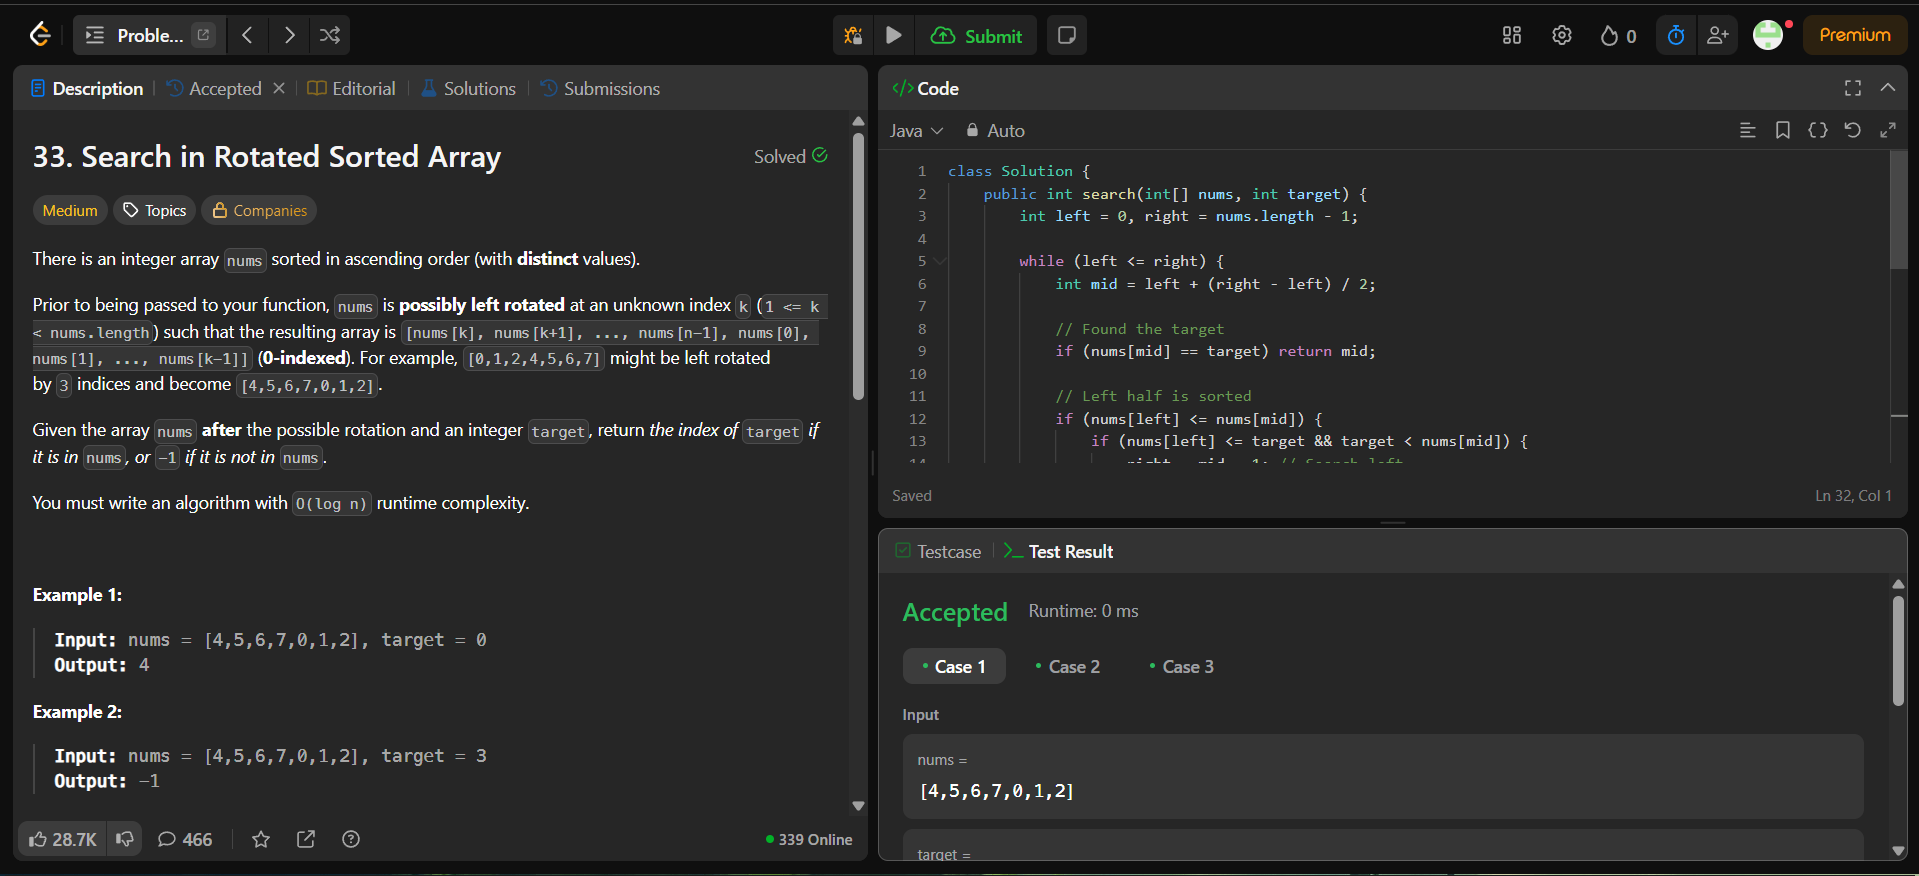 Proble...
Submit
0
Premium
Description
Accepted
Editorial
Solutions
Submissions
33. Search in Rotated Sorted Array
Solved
Medium
Topics
Companies
There is an integer array nums sorted in ascending order (with distinct values).
Prior to being passed to your function, nums is possibly left rotated at an unknown index k (1 <= k
< nums.length) such that the resulting array is [nums[k], nums[k+1], ..., nums[n-1], nums[0],
nums[1], ..., nums[k-1]] (0-indexed). For example, [0,1,2,4,5,6,7] might be left rotated
by 3 indices and become [4,5,6,7,0,1,2].
Given the array nums after the possible rotation and an integer target, return the index of target if
it is in nums, or -1 if it is not in nums.
You must write an algorithm with O(log n) runtime complexity.
Example 1:
Input: nums = [4,5,6,7,0,1,2], target = 0
Output: 4
Example 2:
Input: nums = [4,5,6,7,0,1,2], target = 3
Output: -1
28.7K
466
339 Online
</> Code
Java
Auto
1 class Solution {
2 public int search(int[] nums, int target) {
3 int left = 0, right = nums.length - 1;
4
5 while (left <= right) {
6 int mid = left + (right - left) / 2;
7
8 // Found the target
9 if (nums[mid] == target) return mid;
10
11 // Left half is sorted
12 if (nums[left] <= nums[mid]) {
13 if (nums[left] <= target && target < nums[mid]) {
14 right = mid - 1; // Search left
Saved
Ln 32, Col 1
Testcase
Test Result
Accepted
Runtime: 0 ms
Case 1
Case 2
Case 3
Input
nums =
[4,5,6,7,0,1,2]
target =